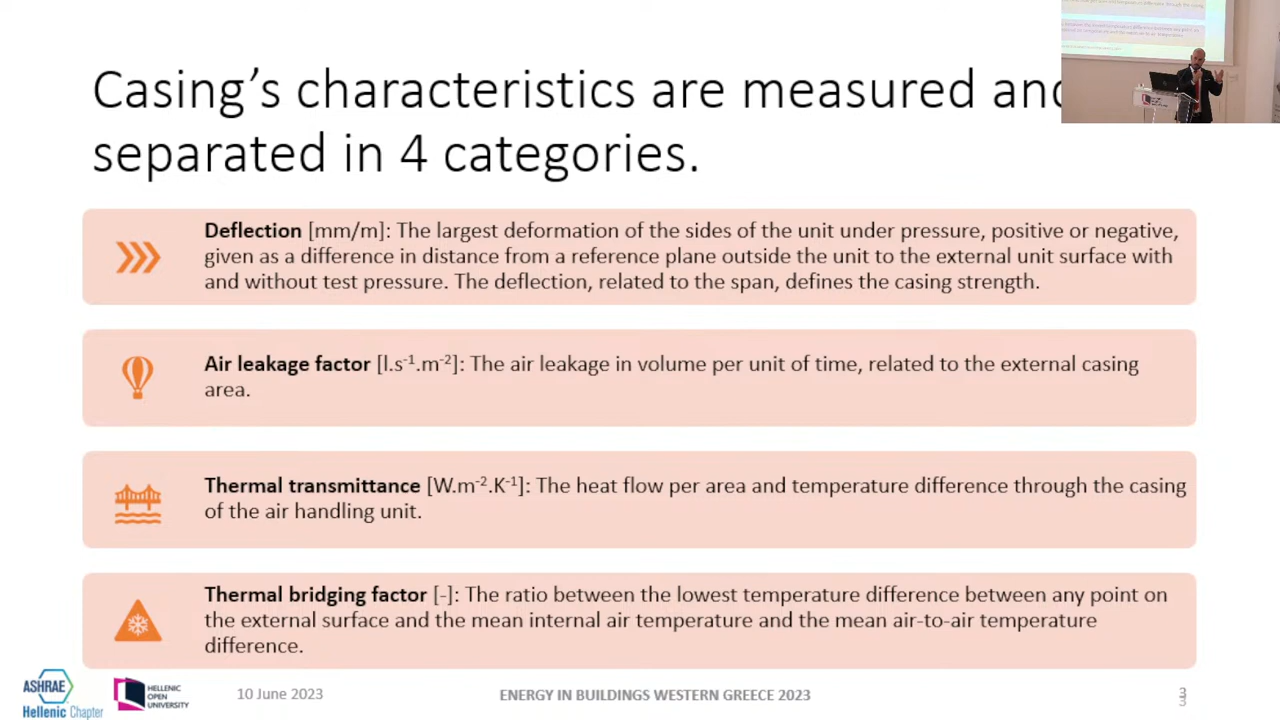 Casing's characteristics are measured and
separated in 4 categories.
Deflection [mm/m]: The largest deformation of the sides of the unit under pressure, positive or negative,
given as a difference in distance from a reference plane outside the unit to the external unit surface with
and without test pressure. The deflection, related to the span, defines the casing strength.
Air leakage factor [l.s-1.m-2]: The air leakage in volume per unit of time, related to the external casing
area.
Thermal transmittance [W.m-2.K-1]: The heat flow per area and temperature difference through the casing
of the air handling unit.
Thermal bridging factor [-]: The ratio between the lowest temperature difference between any point on
the external surface and the mean internal air temperature and the mean air-to-air temperature
difference.
ASHRAE
Hellenic Chapter
HELLENIC
OPEN
UNIVERSITY
10 June 2023
ENERGY IN BUILDINGS WESTERN GREECE 2023
3
3